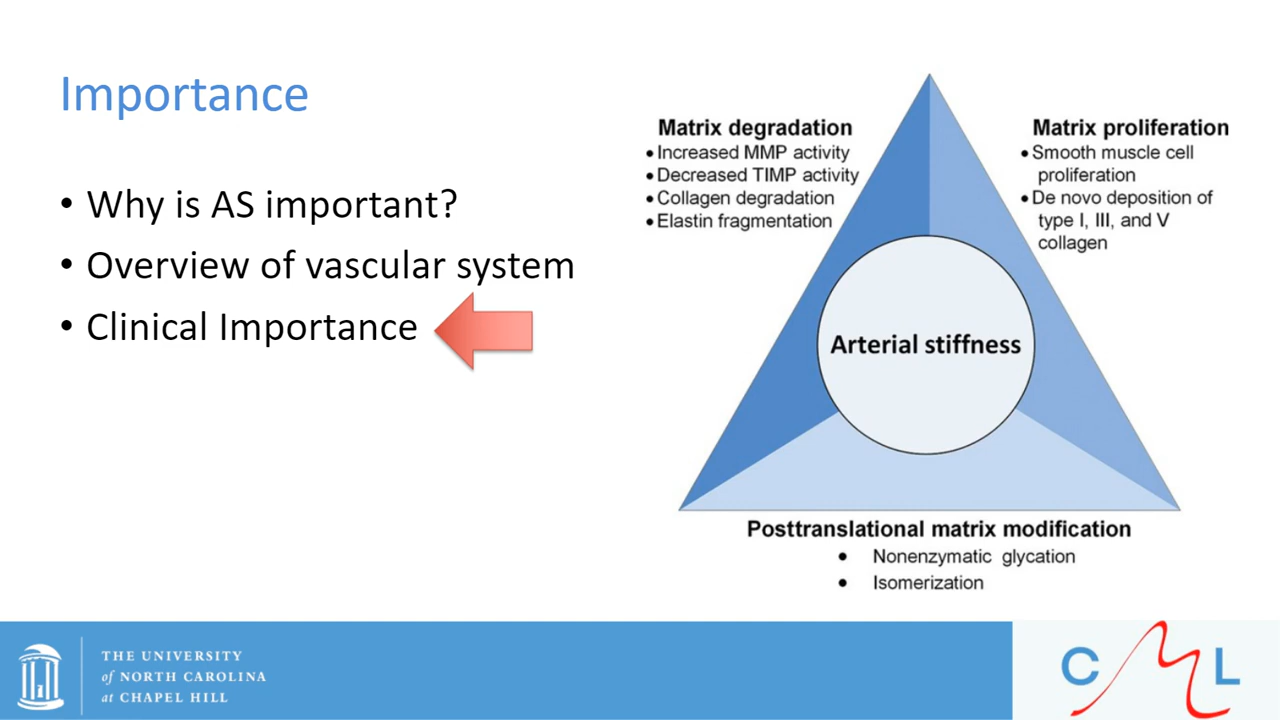 Importance
• Why is AS important?
• Overview of vascular system
• Clinical Importance
Matrix degradation
• Increased MMP activity
• Decreased TIMP activity
• Collagen degradation
• Elastin fragmentation
Matrix proliferation
• Smooth muscle cell
proliferation
• De novo deposition of
type I, III, and V
collagen
Arterial stiffness
Posttranslational matrix modification
• Nonenzymatic glycation
• Isomerization
THE UNIVERSITY
of NORTH CAROLINA
at CHAPEL HILL
CML